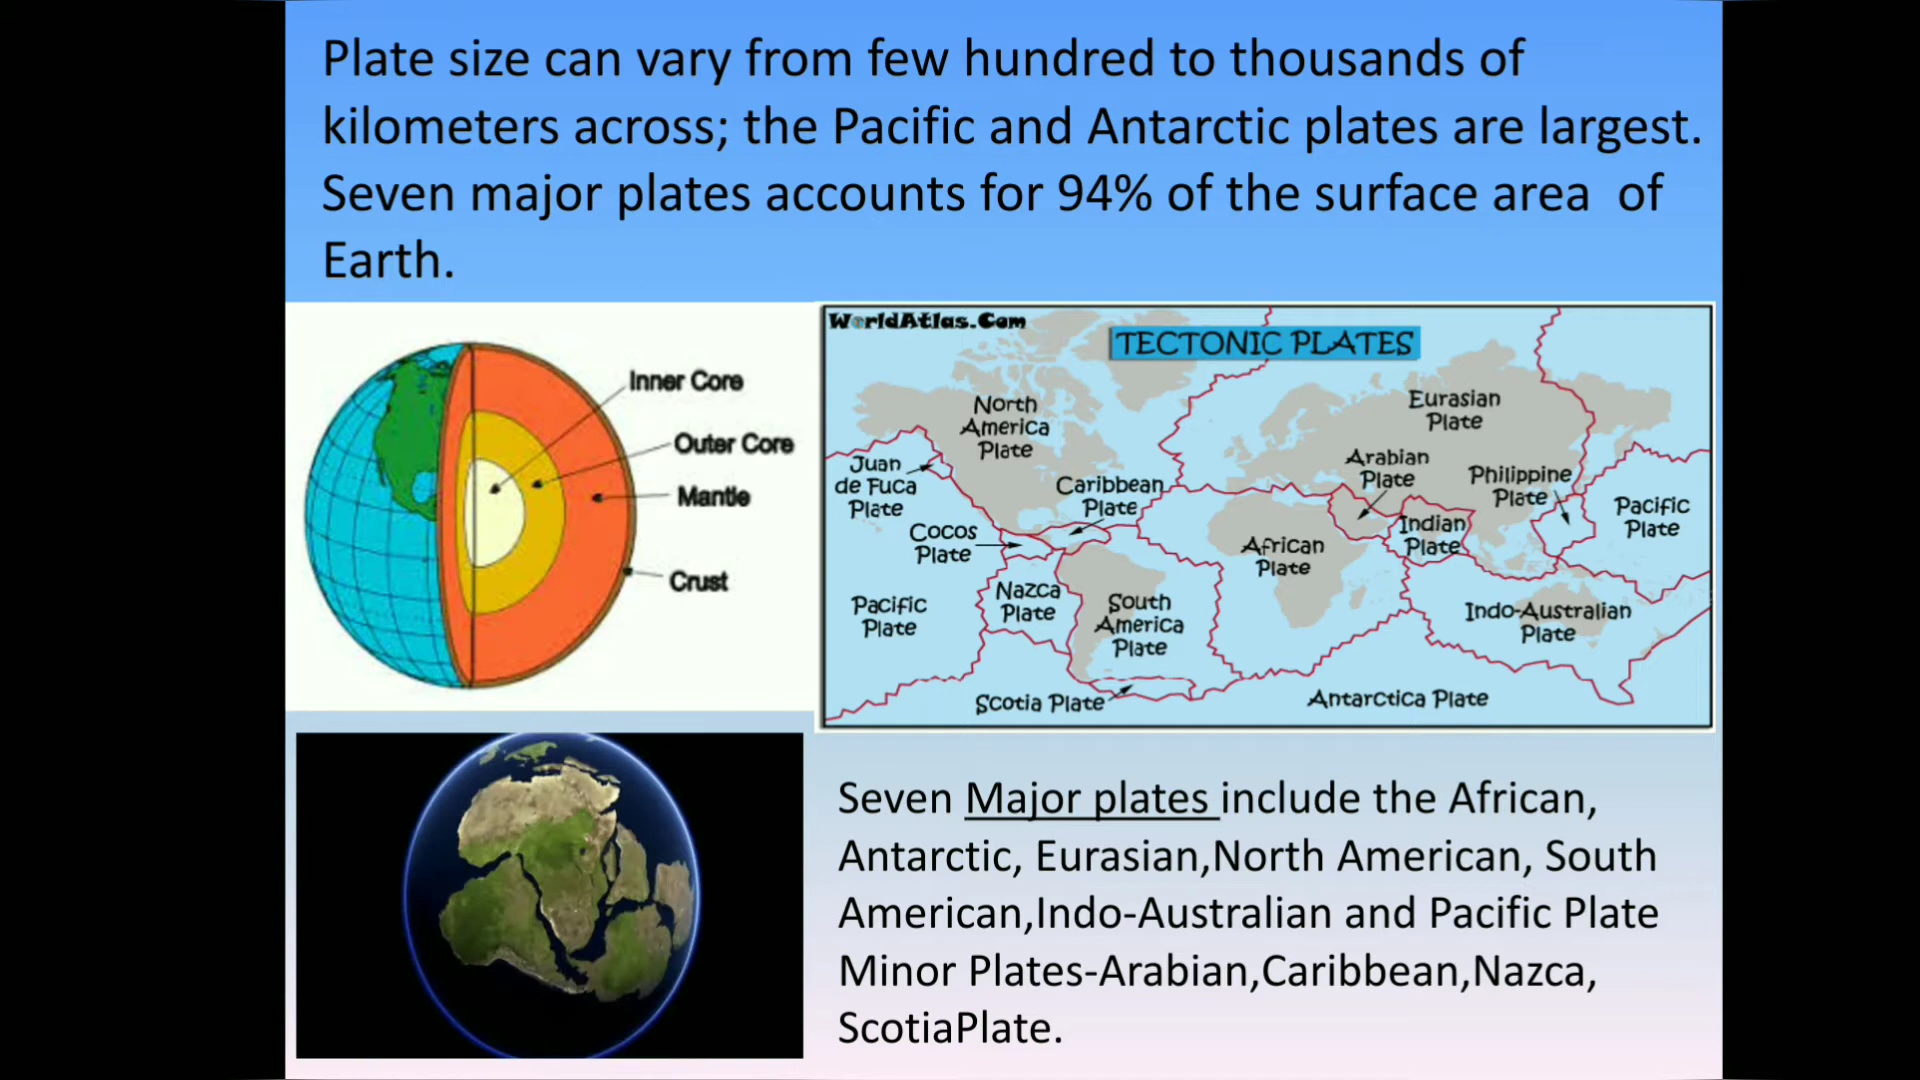 Plate size can vary from few hundred to thousands of
kilometers across; the Pacific and Antarctic plates are largest.
Seven major plates accounts for 94% of the surface area  of
Earth.
Inner Core
Outer Core
Mantle
Crust
WorldAtlas.Com
TECTONIC PLATES
North
America
Plate
Eurasian
Plate
Juan
de Fuca
Plate
Caribbean
Plate
Arabian
Plate
Philippine
Plate
Pacific
Plate
Cocos
Plate
African
Plate
Indian
Plate
Pacific
Plate
Nazca
Plate
South
America
Plate
Indo-Australian
Plate
Scotia Plate
Antarctica Plate
Seven Major plates include the African,
Antarctic, Eurasian,North American, South
American,Indo-Australian and Pacific Plate
Minor Plates-Arabian,Caribbean,Nazca,
ScotiaPlate.